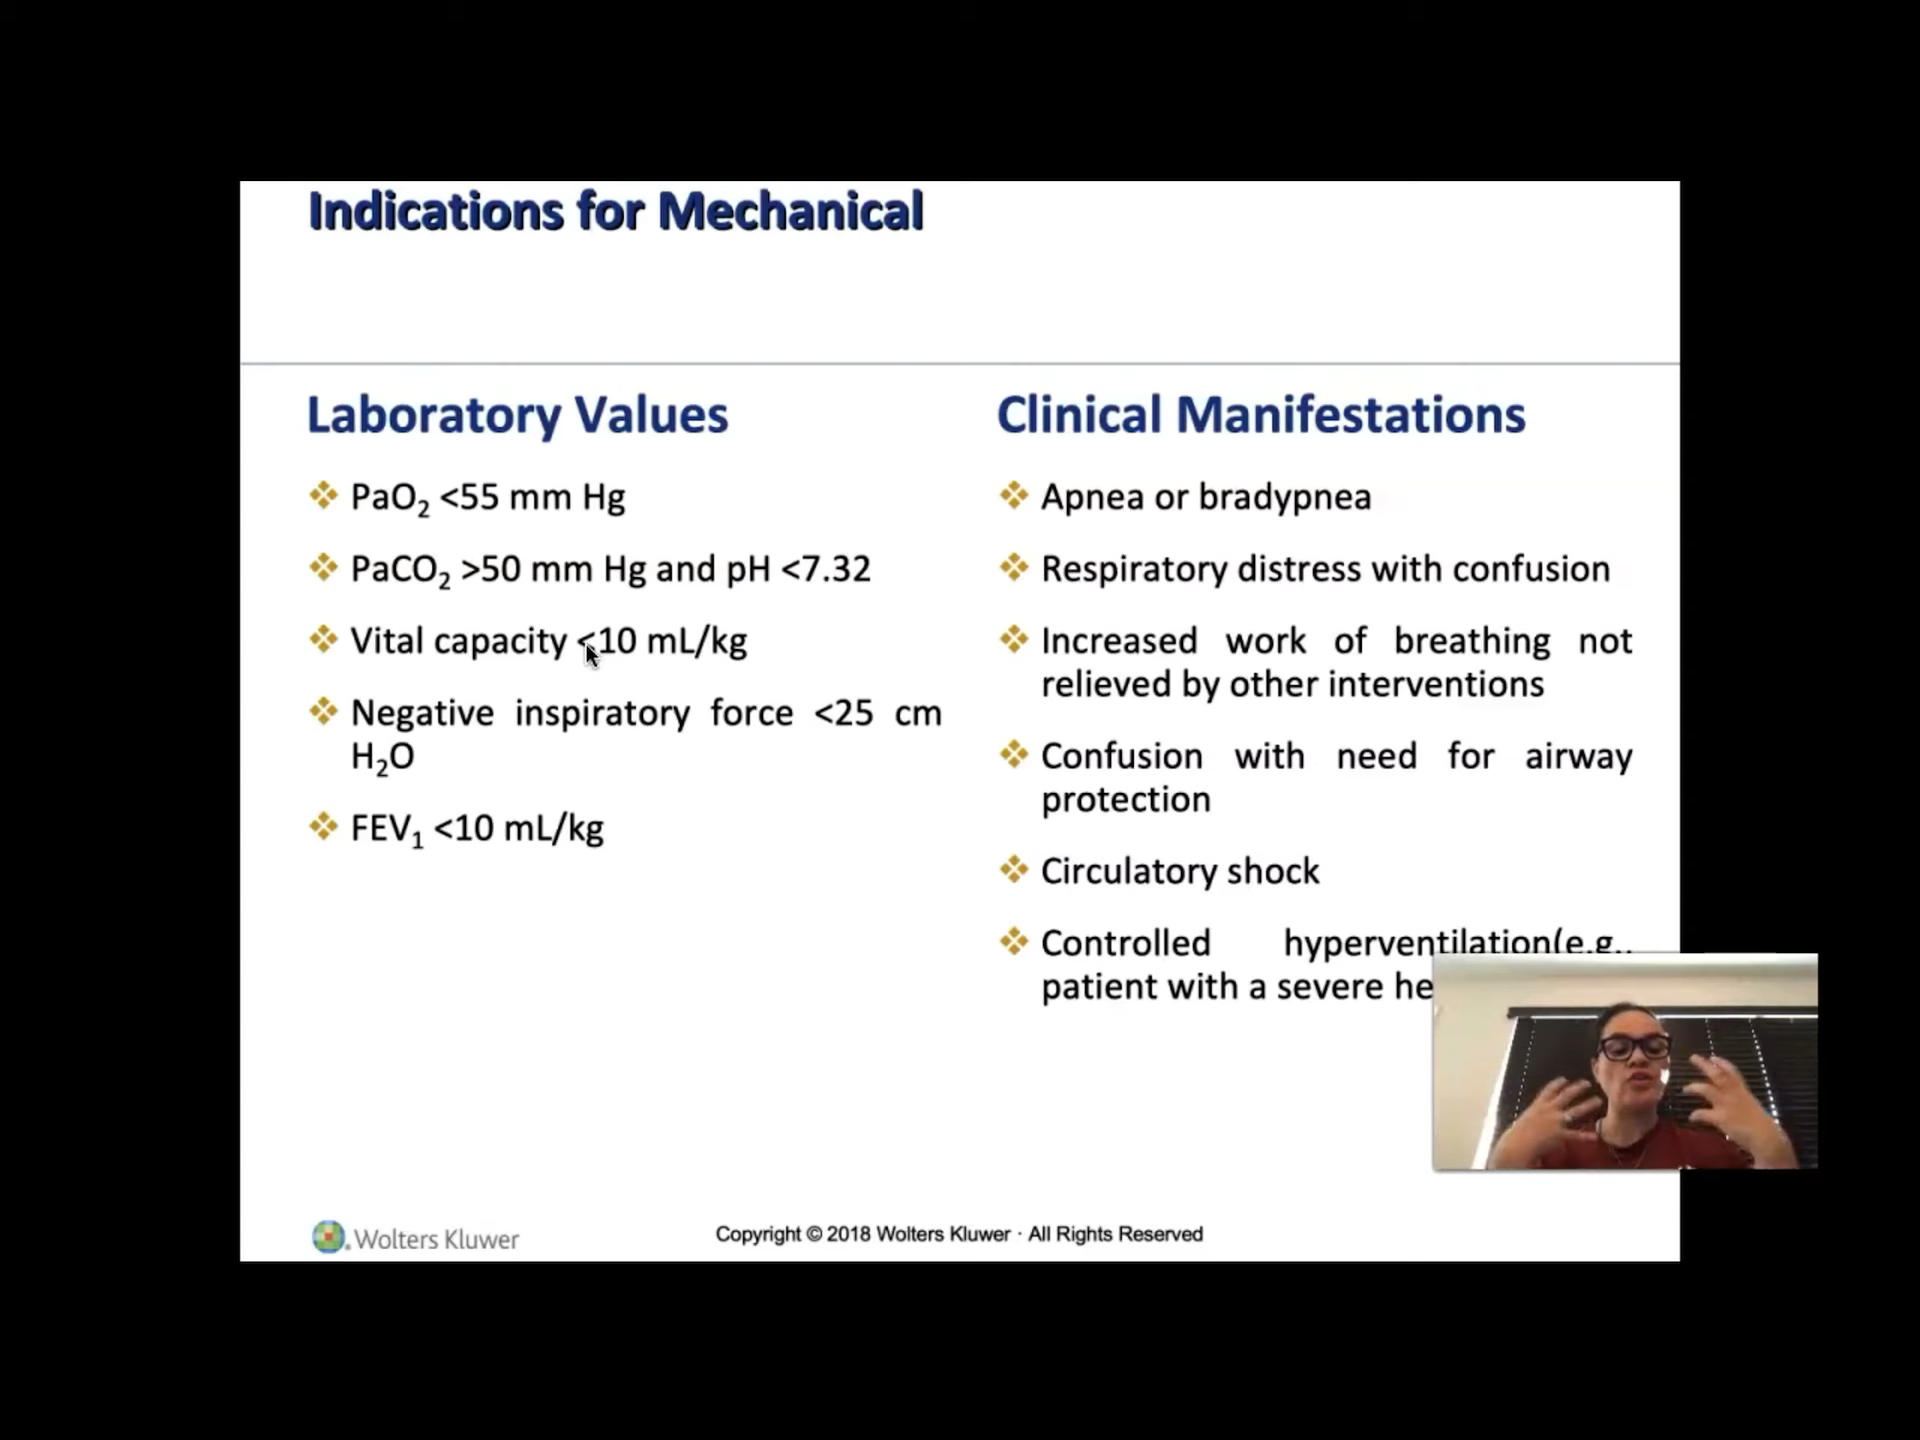 Indications for Mechanical
Laboratory Values
PaO₂ <55 mm Hg
PaCO₂ >50 mm Hg and pH <7.32
Vital capacity <10 mL/kg
Negative inspiratory force <25 cm
H₂O
FEV₁ <10 mL/kg
Clinical Manifestations
Apnea or bradypnea
Respiratory distress with confusion
Increased work of breathing not
relieved by other interventions
Confusion with need for airway
protection
Circulatory shock
Controlled hyperventilation(e.g.,
patient with a severe
Wolters Kluwer
Copyright © 2018 Wolters Kluwer · All Rights Reserved